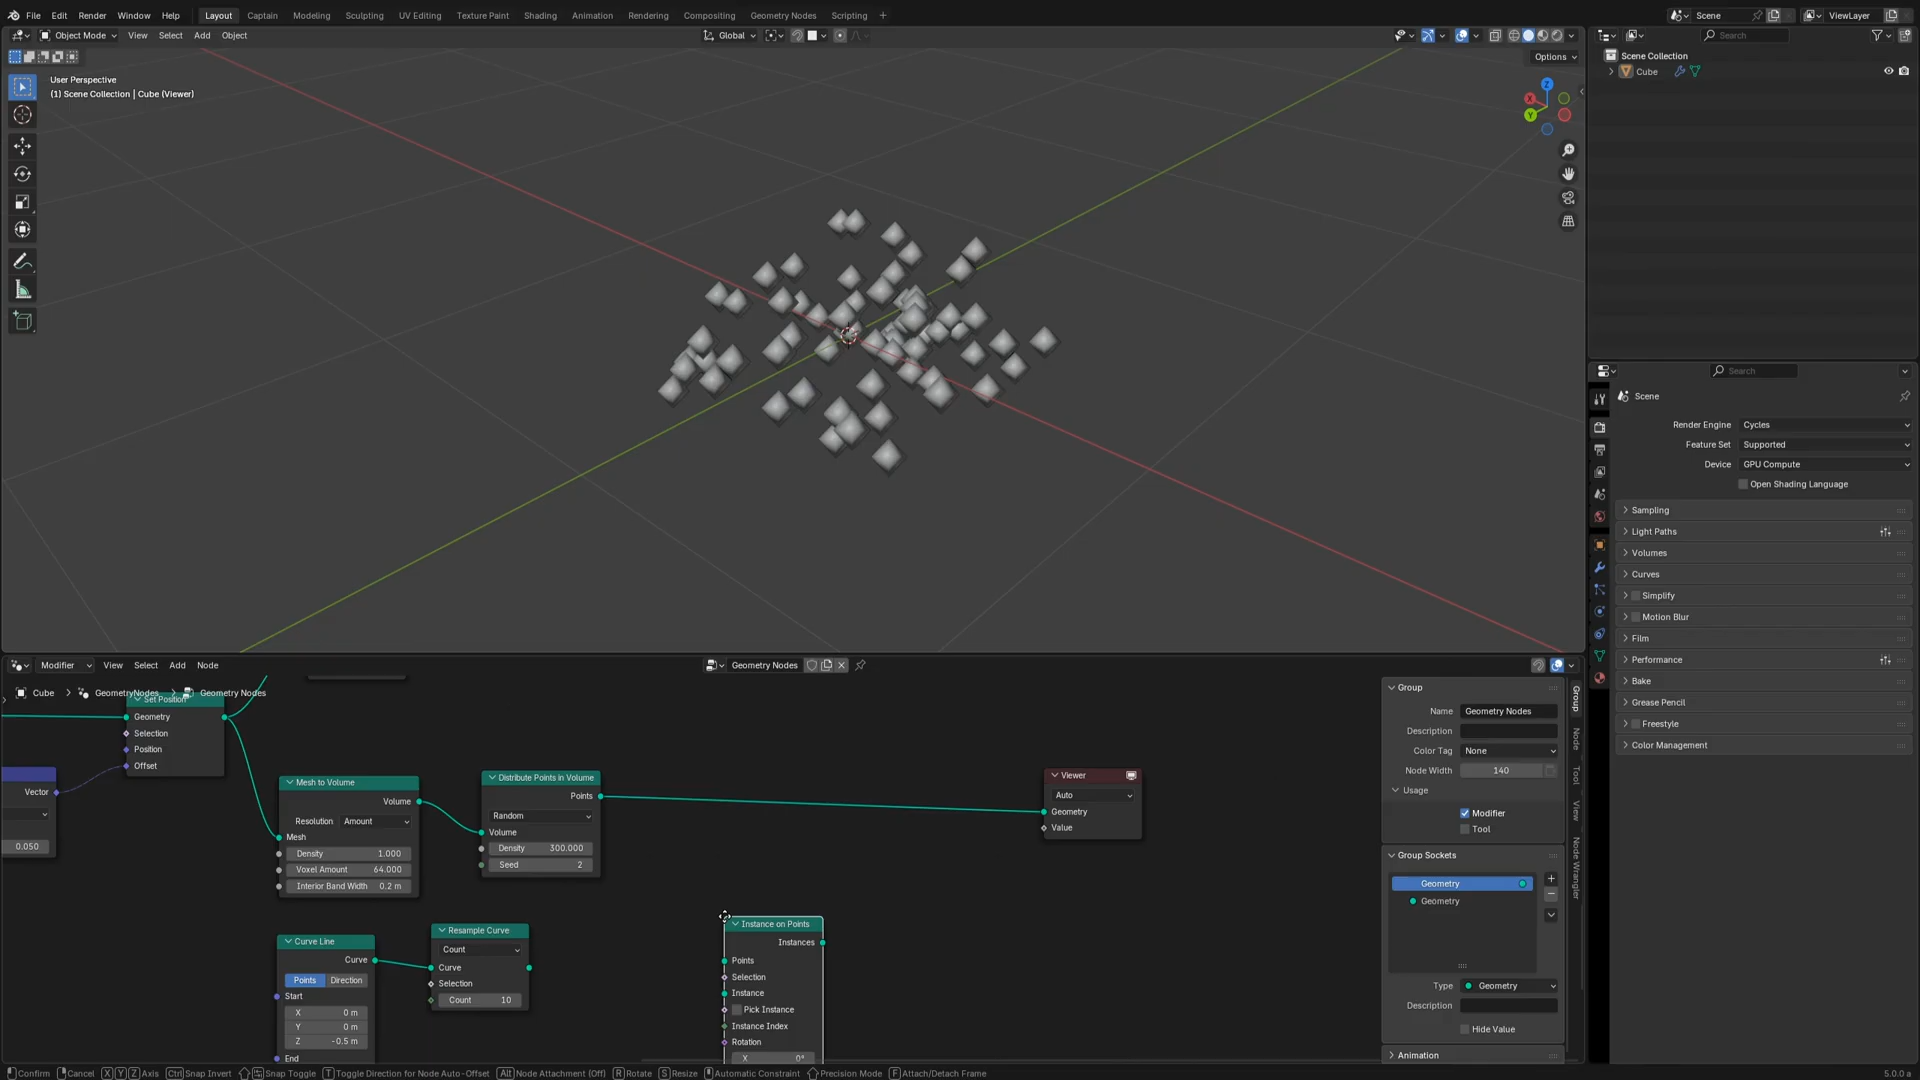 File Edit Render Window Help Layout Captain Modeling Sculpting UV Editing Texture Paint Shading Animation Rendering Compositing Geometry Nodes Scripting + Scene ViewLayer
Object Mode View Select Add Object Global Search
Options
User Perspective
(1) Scene Collection | Cube (Viewer)
Z
X
Y
Scene Collection
Cube
Search
Scene
Render Engine Cycles
Feature Set Supported
Device GPU Compute
Open Shading Language
Sampling
Light Paths
Volumes
Curves
Simplify
Motion Blur
Film
Performance
Bake
Grease Pencil
Freestyle
Color Management
Modifier View Select Add Node Geometry Nodes
Cube > GeometryNodes > Geometry Nodes
Set Position
Geometry
Selection
Position
Offset
Vector
0.050
Mesh to Volume
Volume
Resolution Amount
Mesh
Density 1.000
Voxel Amount 64.000
Interior Band Width 0.2 m
Distribute Points in Volume
Points
Random
Volume
Density 300.000
Seed 2
Viewer
Auto
Geometry
Value
Curve Line
Curve
Points Direction
Start
X 0 m
Y 0 m
Z -0.5 m
End
Resample Curve
Count
Curve
Selection
Count 10
Instance on Points
Instances
Points
Selection
Instance
Pick Instance
Instance Index
Rotation
X 0°
Group
Name Geometry Nodes
Description
Color Tag None
Node Width 140
Usage
Modifier
Tool
Group Sockets
Geometry
Geometry
Type Geometry
Description
Hide Value
Animation
Group
Node
Tool
View
Node Wrangler
Confirm Cancel X Y Z Axis Ctrl Snap Invert Snap Toggle T Toggle Direction for Node Auto-Offset Alt Node Attachment (Off) R Rotate S Resize Automatic Constraint Precision Mode F Attach/Detach Frame 5.0.0 a